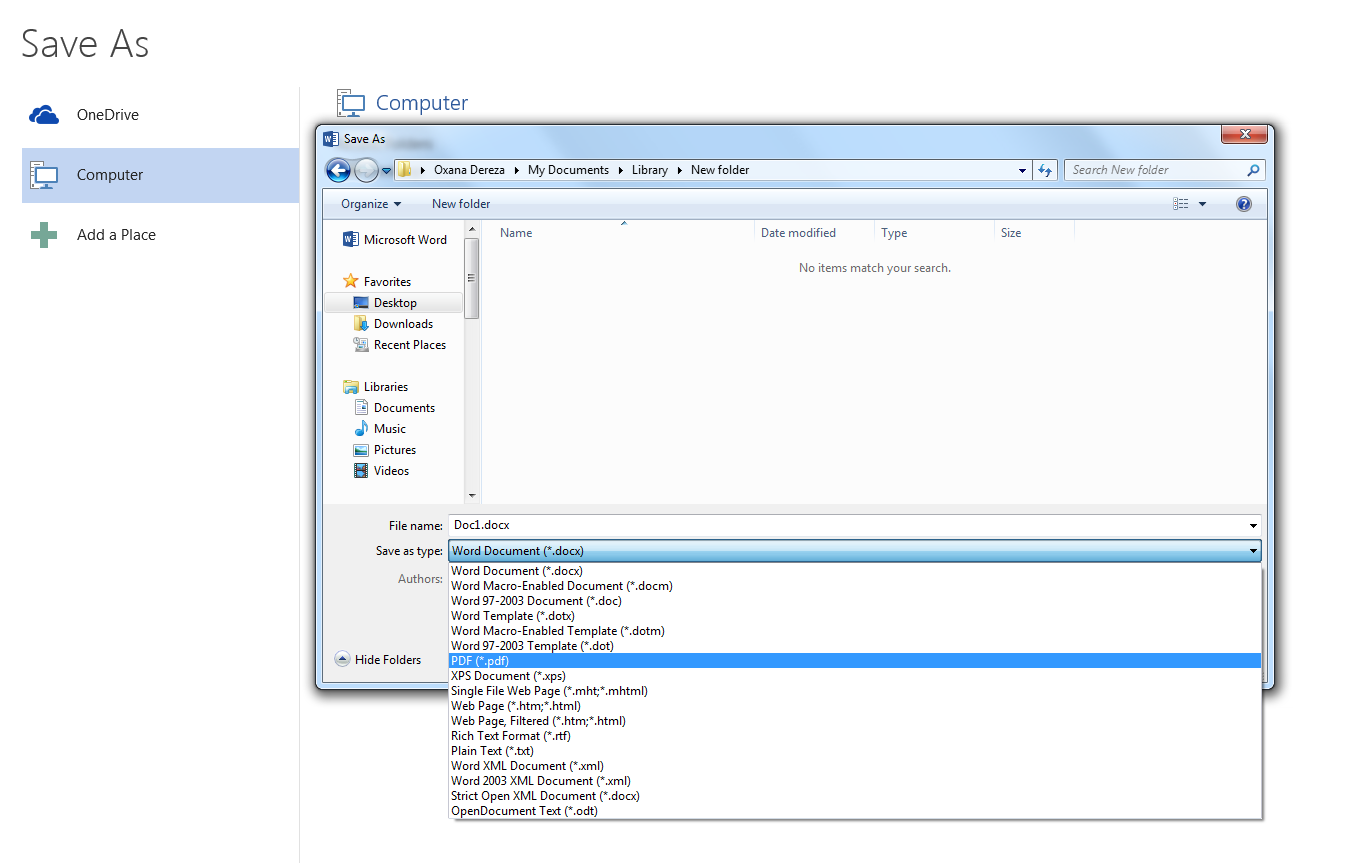 Save As
OneDrive
Computer
Add a Place
Computer
Save As
Oxana Dereza My Documents Library New folder
Search New folder
Organize New folder
Microsoft Word
Favorites
Desktop
Downloads
Recent Places
Libraries
Documents
Music
Pictures
Videos
Name Date modified Type Size
No items match your search.
File name: Doc1.docx
Save as type: Word Document (*.docx)
Authors:
Word Document (*.docx)
Word Macro-Enabled Document (*.docm)
Word 97-2003 Document (*.doc)
Word Template (*.dotx)
Word Macro-Enabled Template (*.dotm)
Word 97-2003 Template (*.dot)
Hide Folders
PDF (*.pdf)
XPS Document (*.xps)
Single File Web Page (*.mht;*.mhtml)
Web Page (*.htm;*.html)
Web Page, Filtered (*.htm;*.html)
Rich Text Format (*.rtf)
Plain Text (*.txt)
Word XML Document (*.xml)
Word 2003 XML Document (*.xml)
Strict Open XML Document (*.docx)
OpenDocument Text (*.odt)